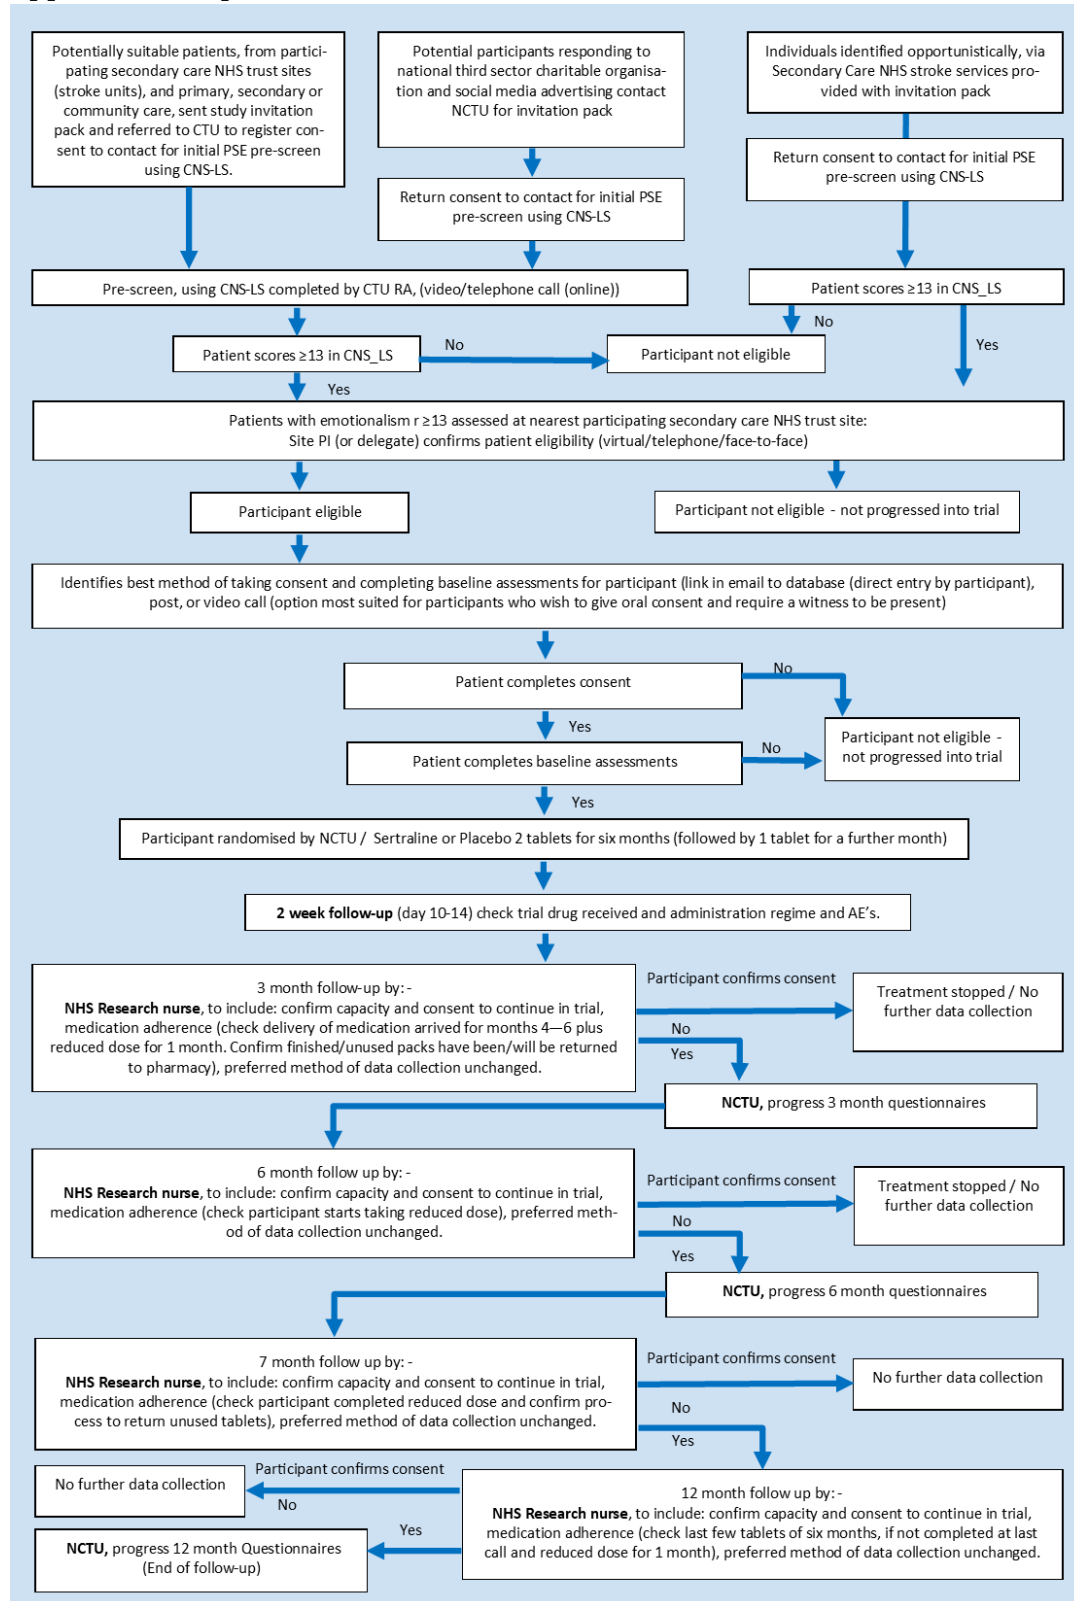 Potentially suitable patients, from partici-
pating secondary care NHS trust sites
(stroke units), and primary, secondary or
community care, sent study invitation
pack and referred to CTU to register con-
sent to contact for initial PSE pre-screen
using CNS-LS.
Potential participants responding to
national third sector charitable organisa-
tion and social media advertising contact
NCTU for invitation pack
Individuals identified opportunistically, via
Secondary Care NHS stroke services pro-
vided with invitation pack
Return consent to contact for initial PSE
pre-screen using CNS-LS
Return consent to contact for initial PSE
pre-screen using CNS-LS
Pre-screen, using CNS-LS completed by CTU RA, (video/telephone call (online))
Patient scores ≥13 in CNS_LS
No
Yes
Patient scores ≥13 in CNS_LS
No
Participant not eligible
Yes
Patients with emotionalism r ≥13 assessed at nearest participating secondary care NHS trust site:
Site PI (or delegate) confirms patient eligibility (virtual/telephone/face-to-face)
Participant eligible
Participant not eligible - not progressed into trial
Identifies best method of taking consent and completing baseline assessments for participant (link in email to database (direct entry by participant),
post, or video call (option most suited for participants who wish to give oral consent and require a witness to be present)
Patient completes consent
No
Yes
Participant not eligible -
not progressed into trial
Patient completes baseline assessments
No
Yes
Participant randomised by NCTU / Sertraline or Placebo 2 tablets for six months (followed by 1 tablet for a further month)
2 week follow-up (day 10-14) check trial drug received and administration regime and AE's.
3 month follow-up by: -
NHS Research nurse, to include: confirm capacity and consent to continue in trial,
medication adherence (check delivery of medication arrived for months 4—6 plus
reduced dose for 1 month. Confirm finished/unused packs have been/will be returned
to pharmacy), preferred method of data collection unchanged.
Participant confirms consent
No
Yes
Treatment stopped / No
further data collection
NCTU, progress 3 month questionnaires
6 month follow up by: -
NHS Research nurse, to include: confirm capacity and consent to continue in trial,
medication adherence (check participant starts taking reduced dose), preferred meth-
od of data collection unchanged.
Participant confirms consent
No
Yes
Treatment stopped / No
further data collection
NCTU, progress 6 month questionnaires
7 month follow up by: -
NHS Research nurse, to include: confirm capacity and consent to continue in trial,
medication adherence (check participant completed reduced dose and confirm pro-
cess to return unused tablets), preferred method of data collection unchanged.
Participant confirms consent
No
Yes
No further data collection
12 month follow up by: -
NHS Research nurse, to include: confirm capacity and consent to continue in trial,
medication adherence (check last few tablets of six months, if not completed at last
call and reduced dose for 1 month), preferred method of data collection unchanged.
Participant confirms consent
No
No further data collection
Yes
NCTU, progress 12 month Questionnaires
(End of follow-up)